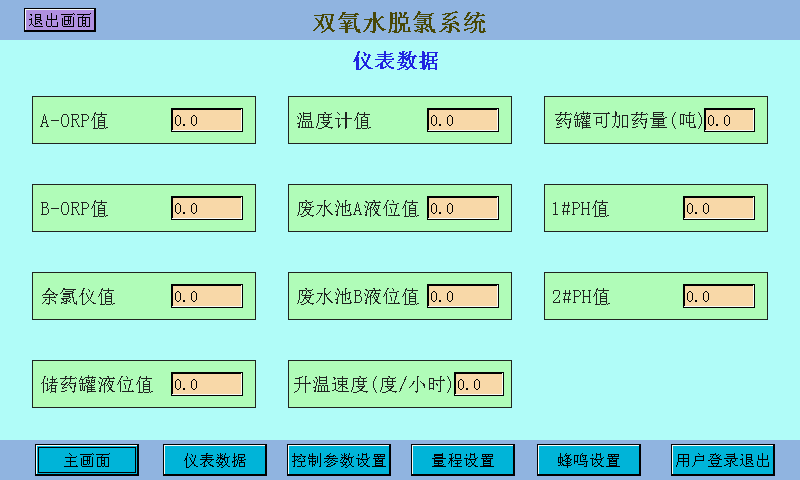 退出画面
双氧水脱氯系统
仪表数据
A-ORP值 0.0
温度计值 0.0
药罐可加药量(吨) 0.0
B-ORP值 0.0
废水池A液位值 0.0
1#PH值 0.0
余氯仪值 0.0
废水池B液位值 0.0
2#PH值 0.0
储药罐液位值 0.0
升温速度(度/小时) 0.0
主画面
仪表数据
控制参数设置
量程设置
蜂鸣设置
用户登录退出